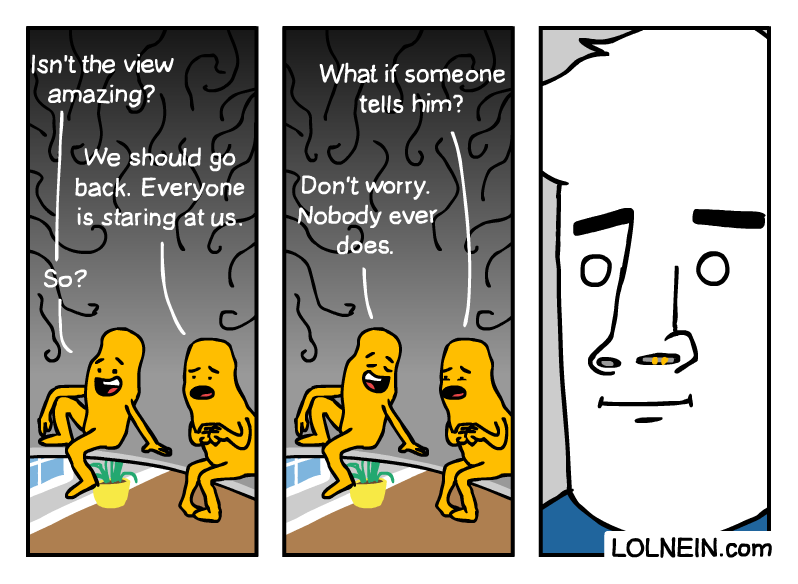 Isn't the view
amazing?
We should go
back. Everyone
is staring at us.
So?
What if someone
tells him?
Don't worry.
Nobody ever
does.
LOLNEIN.com